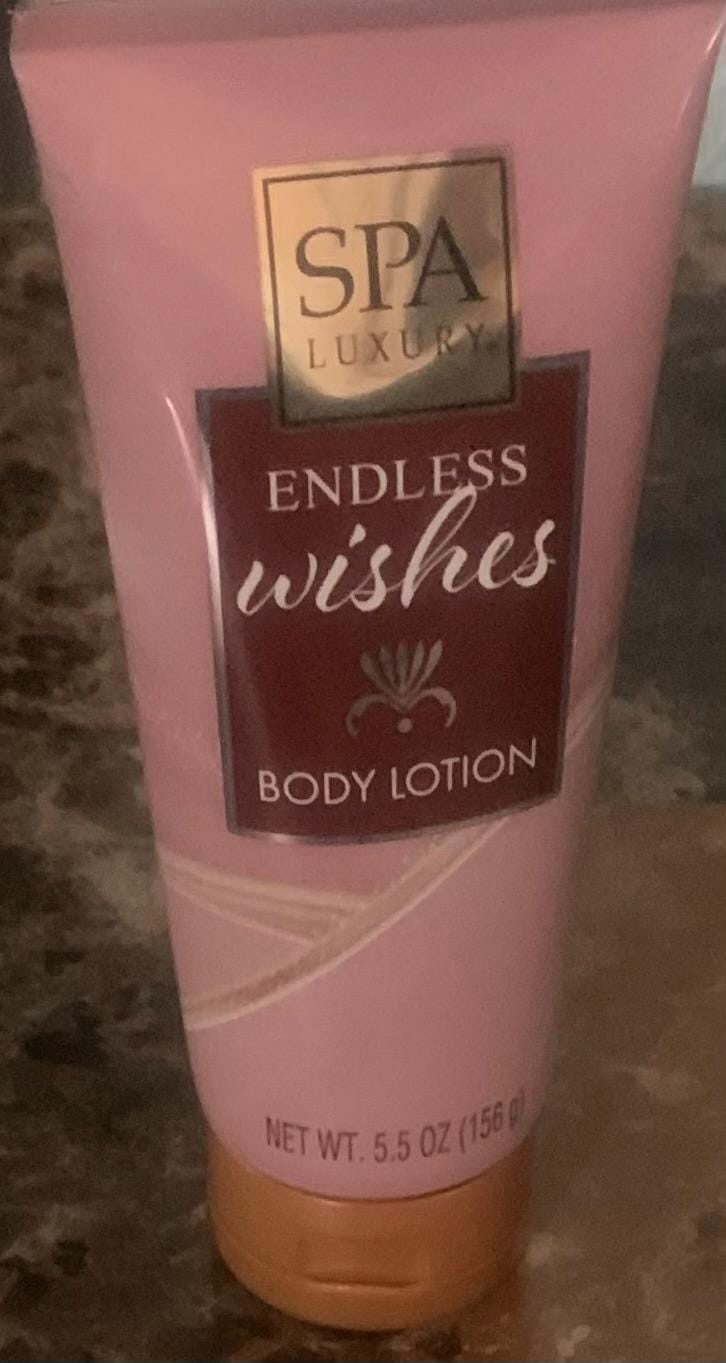 SPA
LUXURY®
ENDLESS
wishes
BODY LOTION
NET WT. 5.5 OZ (156 g)